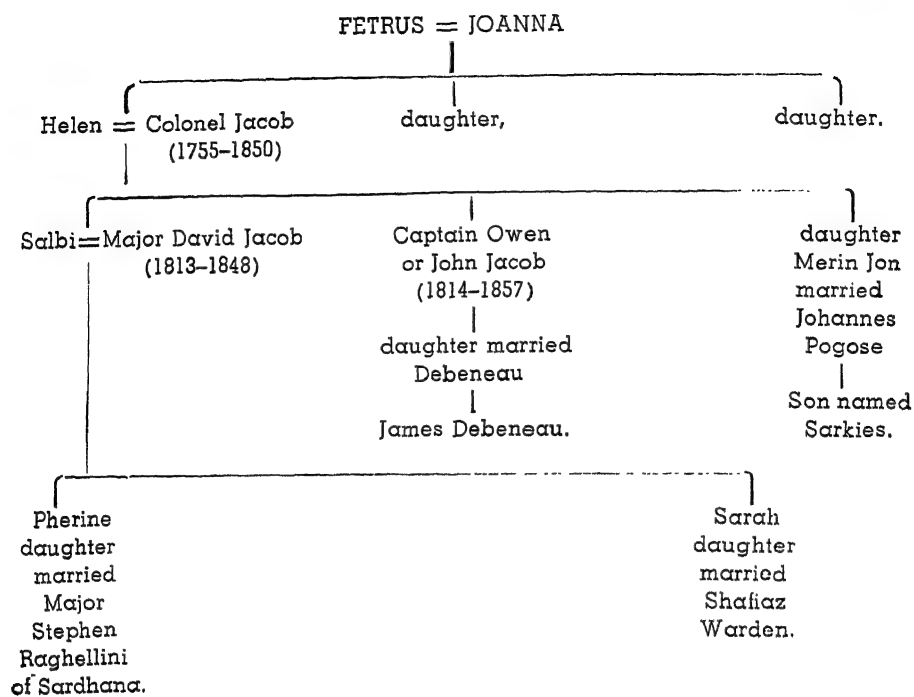 FETRUS = JOANNA
Helen = Colonel Jacob
(1755–1850)
daughter,
daughter.
Salbi = Major David Jacob
(1813–1848)
Captain Owen
or John Jacob
(1814–1857)
daughter married
Debeneau
James Debeneau.
daughter
Merin Jon
married
Johannes
Pogose
Son named
Sarkies.
Pherine
daughter
married
Major
Stephen
Raghellini
of Sardhana.
Sarah
daughter
married
Shafiaz
Warden.